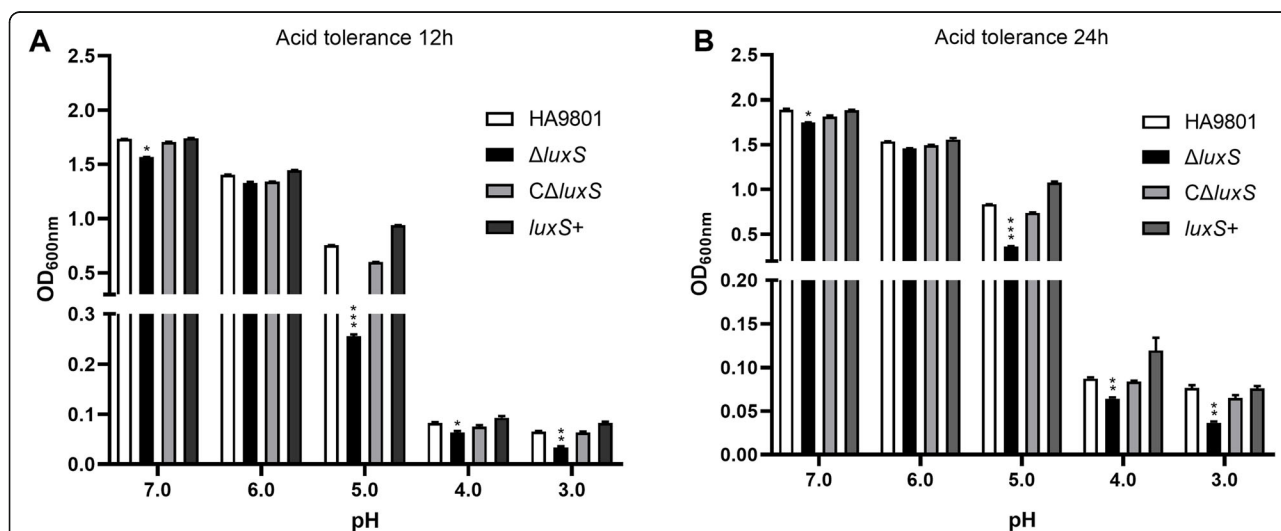 A
Acid tolerance 12h
2.5
2.0
1.5
1.0
0.5
0.3
0.2
0.1
0.0
OD600nm
HA9801
ΔluxS
CΔluxS
luxS+
*
***
*
**
7.0 6.0 5.0 4.0 3.0
pH
B
Acid tolerance 24h
2.5
2.0
1.5
1.0
0.5
0.20
0.15
0.10
0.05
0.00
OD600nm
HA9801
ΔluxS
CΔluxS
luxS+
*
***
**
**
7.0 6.0 5.0 4.0 3.0
pH